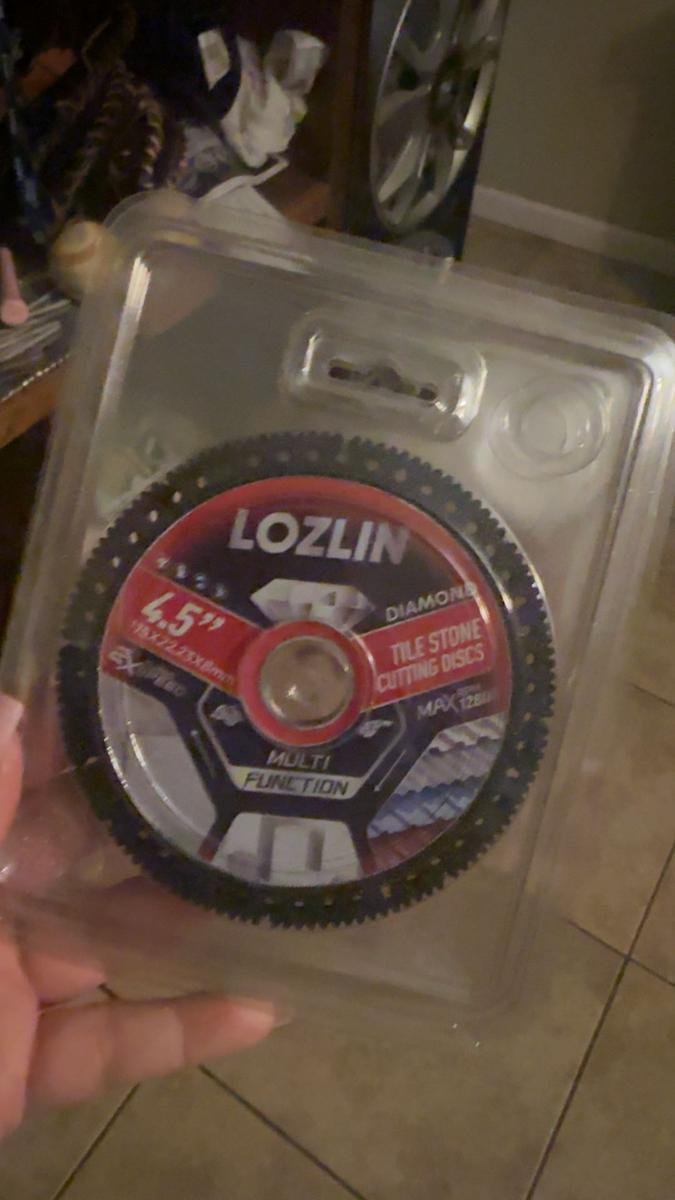 LOZLIN
4.5"
DIAMOND
TILE STONE
CUTTING DISCS
MAX
MULTI
FUNCTION